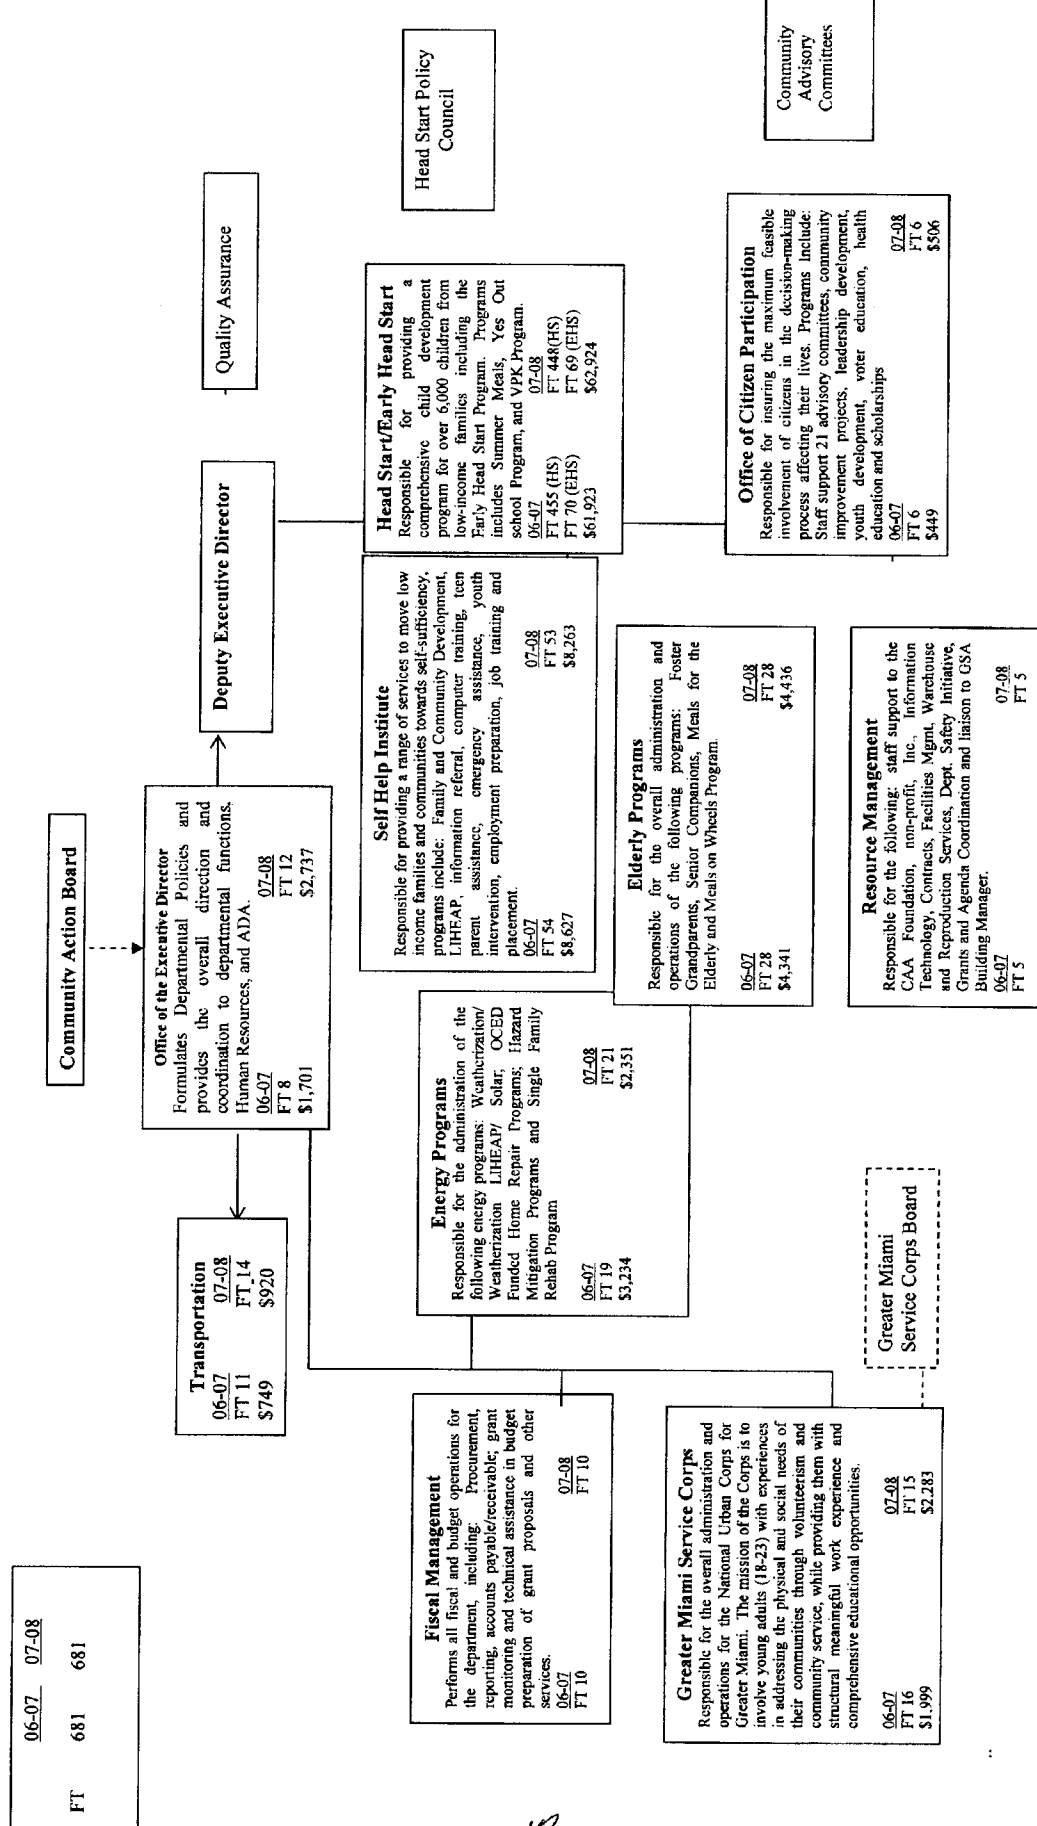 06-07 07-08
FT 681 681
Community Action Board
Office of the Executive Director
Formulates Departmental Policies and
provides the overall direction and
coordination to departmental functions.
Human Resources, and ADA.
06-07 07-08
FT 8 FT 12
$1,701 $2,737
Transportation
06-07 07-08
FT 11 FT 14
$749 $920
Deputy Executive Director
Quality Assurance
Fiscal Management
Performs all fiscal and budget operations for
the department, including: Procurement,
reporting, accounts payable/receivable; grant
monitoring and technical assistance in budget
preparation of grant proposals and other
services.
06-07 07-08
FT 10 FT 10
Energy Programs
Responsible for the administration of the
following energy programs: Weatherization/
Weatherization LIHEAP/ Solar; OCED
Funded Home Repair Programs; Hazard
Mitigation Programs and Single Family
Rehab Program
06-07 07-08
FT 19 FT 21
$3,234 $2,351
Self Help Institute
Responsible for providing a range of services to move low
income families and communities towards self-sufficiency,
programs include: Family and Community Development,
LIHEAP, information referral, computer training, teen
parent assistance, emergency assistance, youth
intervention, employment preparation, job training and
placement.
06-07 07-08
FT 54 FT 53
$8,627 $8,263
Head Start/Early Head Start
Responsible for providing a
comprehensive child development
program for over 6,000 children from
low-income families including the
Early Head Start Program. Programs
includes Summer Meals, Yes Out
school Program, and VPK Program.
06-07 07-08
FT 455 (HS) FT 448(HS)
FT 70 (EHS) FT 69 (EHS)
$61,923 $62,924
Head Start Policy
Council
Greater Miami Service Corps
Responsible for the overall administration and
operations for the National Urban Corps for
Greater Miami. The mission of the Corps is to
involve young adults (18-23) with experiences
in addressing the physical and social needs of
their communities through volunteerism and
community service, while providing them with
structural meaningful work experience and
comprehensive educational opportunities.
06-07 07-08
FT 16 FT 15
$1,999 $2,283
Greater Miami
Service Corps Board
Elderly Programs
Responsible for the overall administration and
operations of the following programs: Foster
Grandparents, Senior Companions, Meals for the
Elderly and Meals on Wheels Program.
06-07 07-08
FT 28 FT 28
$4,341 $4,436
Office of Citizen Participation
Responsible for insuring the maximum feasible
involvement of citizens in the decision-making
process affecting their lives. Programs Include:
Staff support 21 advisory committees, community
improvement projects, leadership development,
youth development, voter education, health
education and scholarships
06-07 07-08
FT 6 FT 6
$449 $506
Community
Advisory
Committees
Resource Management
Responsible for the following: staff support to the
CAA Foundation, non-profit, Inc., Information
Technology, Contracts, Facilities Mgmt, Warehouse
and Reproduction Services, Dept. Safety Initiative,
Grants and Agenda Coordination and liaison to GSA
Building Manager.
06-07 07-08
FT 5 FT 5